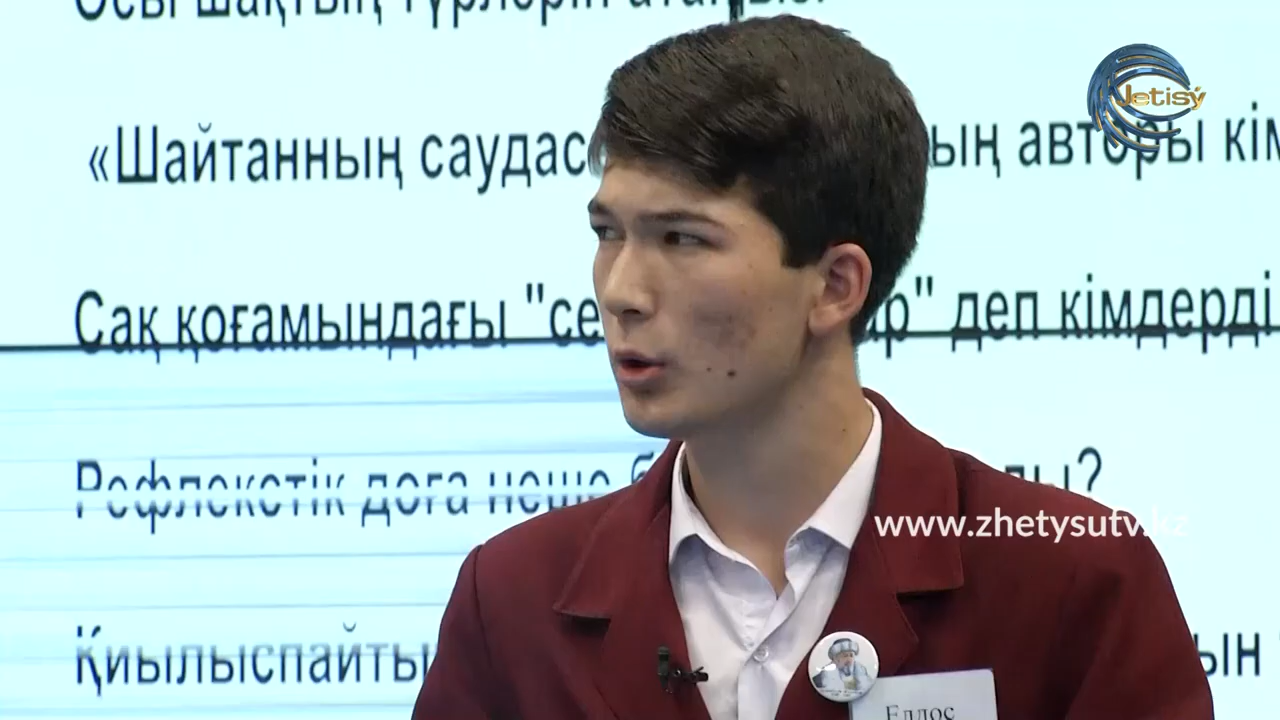 Осы шақтың түрлерін атаңыз.
Jetisý
«Шайтанның саудас ың авторы кім
Сақ қоғамындағы "се ар" деп кімдерді
Рефлекстік доға неше б ды?
www.zhetysutv.kz
Қиылыспайты ын
Елдос